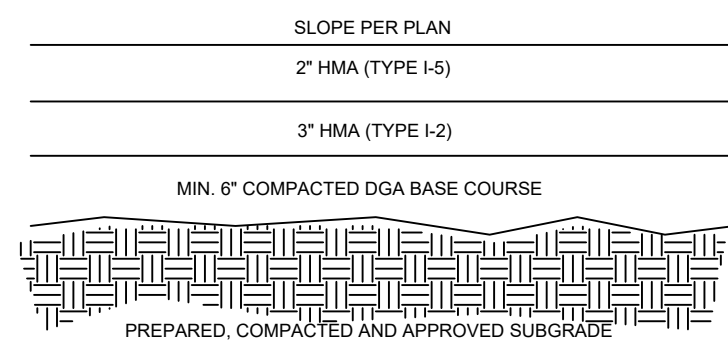 SLOPE PER PLAN
2" HMA (TYPE I-5)
3" HMA (TYPE I-2)
MIN. 6" COMPACTED DGA BASE COURSE
PREPARED, COMPACTED AND APPROVED SUBGRADE